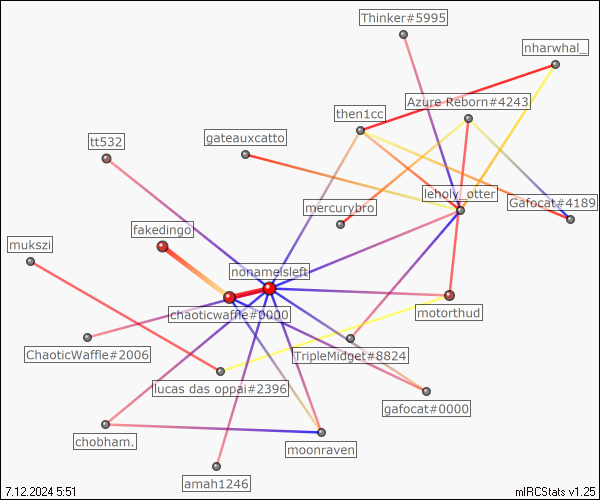 Thinker#5995
nharwhal_
Azure Reborn#4243
then1cc
tt532
gateauxcatto
leholy_otter
mercurybro
Gafocat#4189
fakedingo
mukszi
nonameisleft
chaoticwaffle#0000
motorthud
ChaoticWaffle#2006
TripleMidget#8824
lucas das oppai#2396
gafocat#0000
chobham.
moonraven
amah1246
7.12.2024 5:51
mIRCStats v1.25